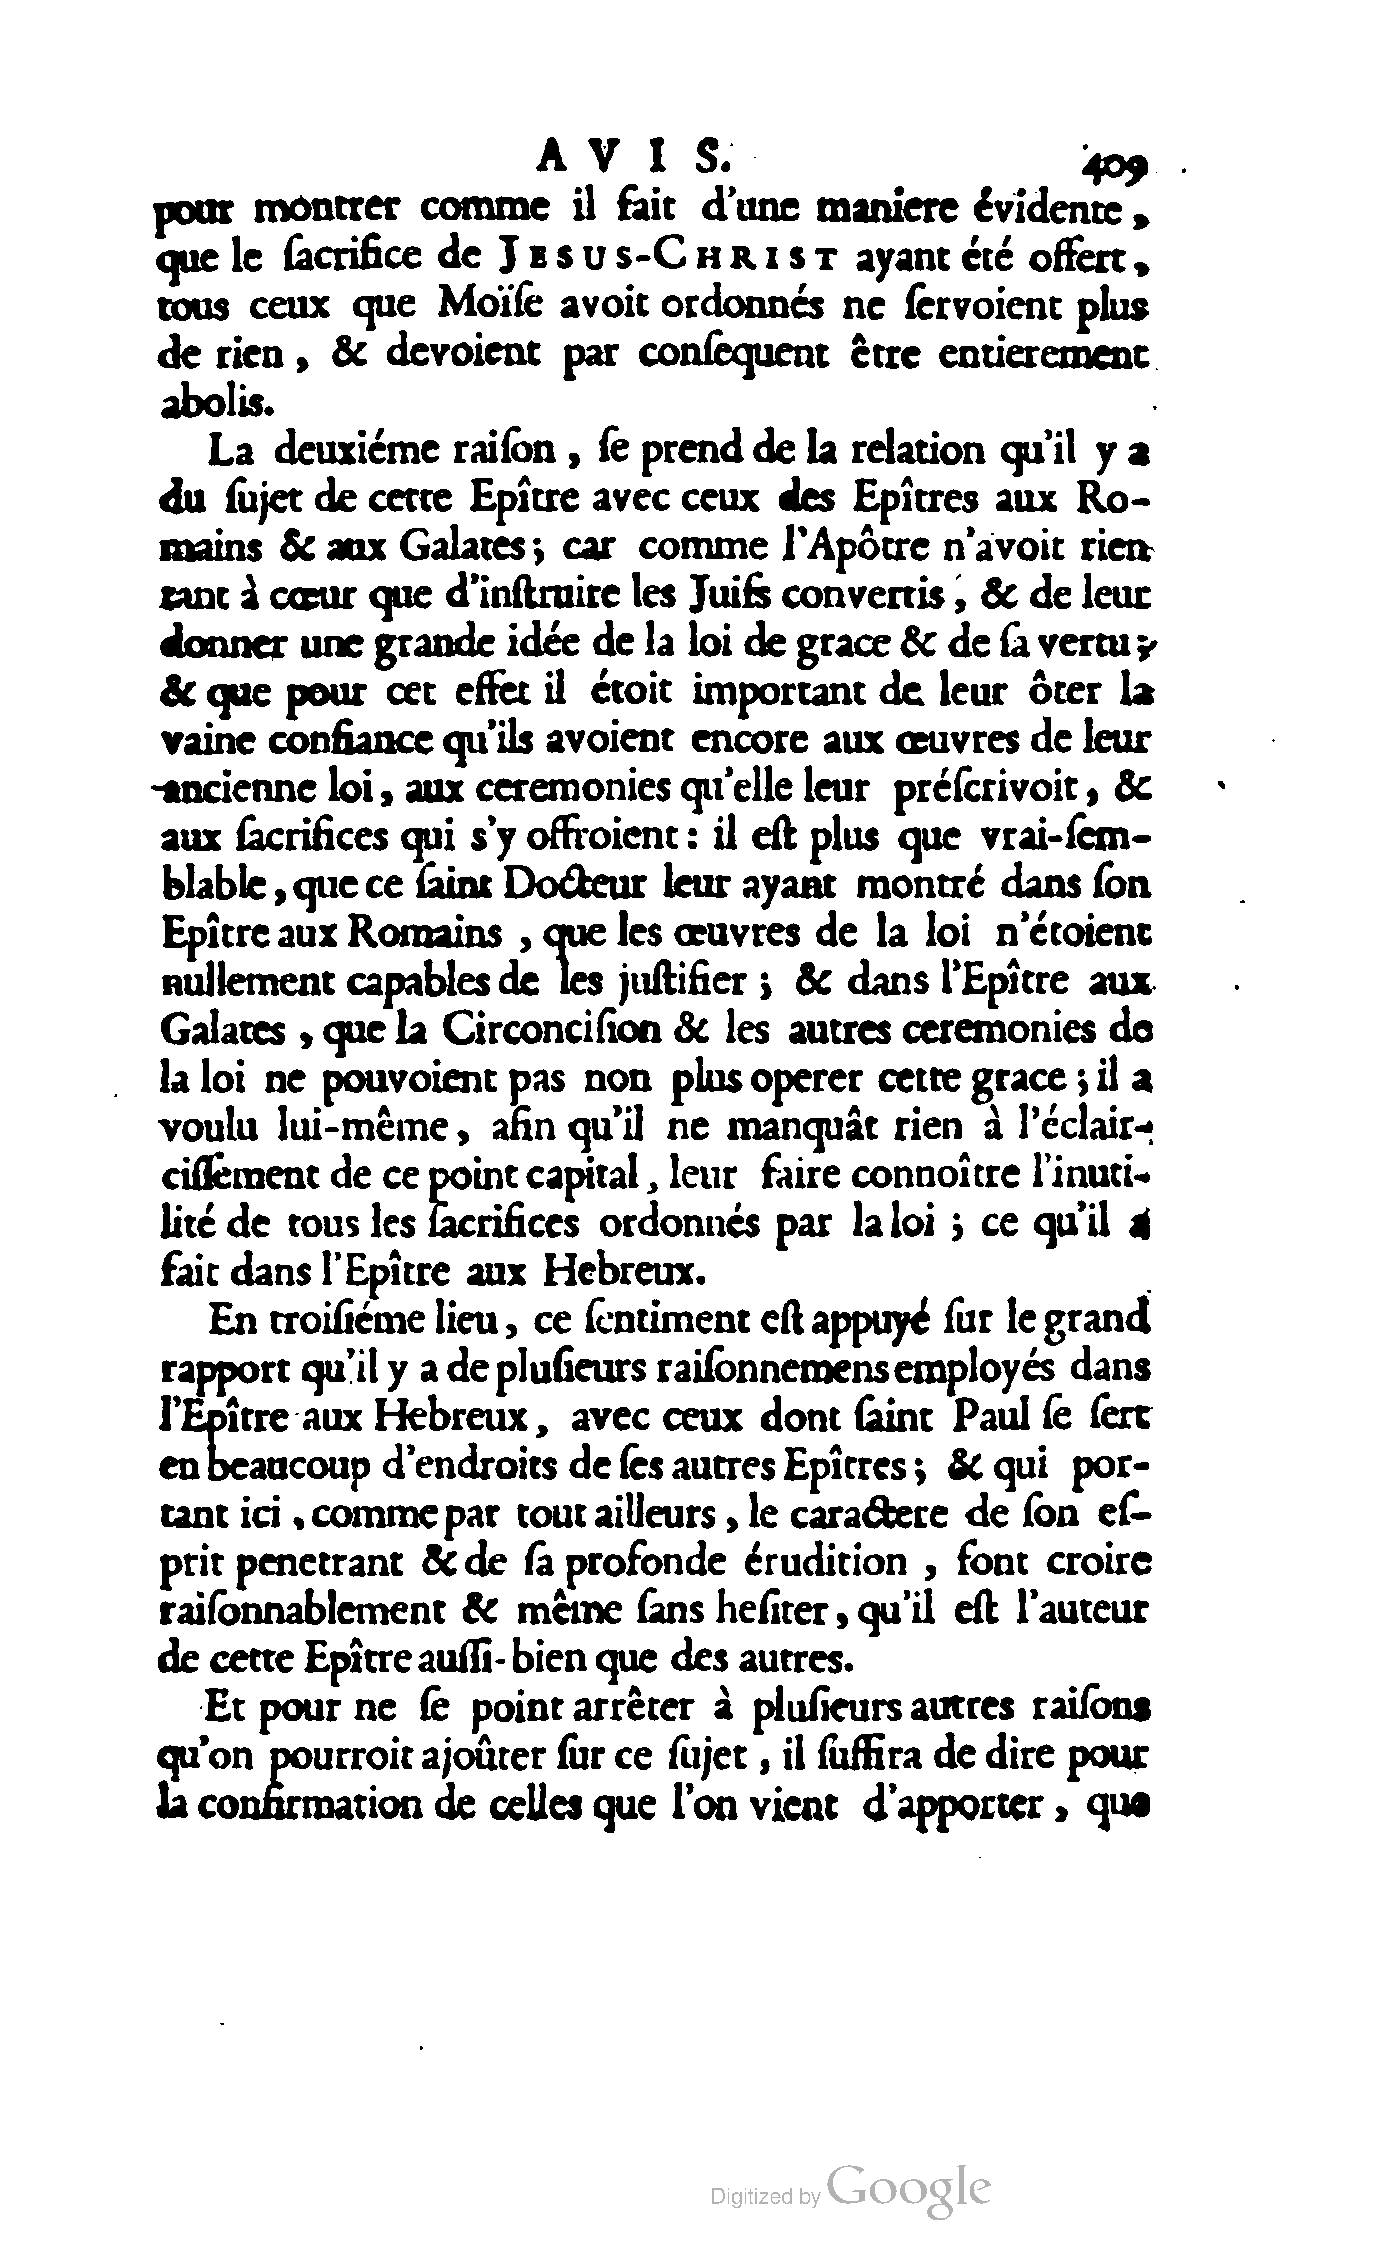 AVIS. 409
pour montrer comme il fait d'une maniere évidente,
que le ſacrifice de JESUS-CHRIST ayant été offert,
tous ceux que Moïſe avoit ordonnés ne ſervoient plus
de rien, & devoient par conſequent être entierement
abolis.
La deuxiéme raiſon, ſe prend de la relation qu'il y a
du ſujet de cette Epître avec ceux des Epîtres aux Ro-
mains & aux Galates; car comme l'Apôtre n'avoit rien
tant à cœur que d'inſtruire les Juifs convertis, & de leur
donner une grande idée de la loi de grace & de ſa vertu;
& que pour cet effet il étoit important de leur ôter la
vaine confiance qu'ils avoient encore aux œuvres de leur
ancienne loi, aux ceremonies qu'elle leur préſcrivoit, &
aux ſacrifices qui s'y offroient: il eſt plus que vrai-ſem-
blable, que ce ſaint Docteur leur ayant montré dans ſon
Epître aux Romains, que les œuvres de la loi n'étoient
nullement capables de les juſtifier; & dans l'Epître aux
Galates, que la Circonciſion & les autres ceremonies de
la loi ne pouvoient pas non plus operer cette grace; il a
voulu lui-même, afin qu'il ne manquât rien à l'éclair-
ciſſement de ce point capital, leur faire connoître l'inuti-
lité de tous les ſacrifices ordonnés par la loi; ce qu'il a
fait dans l'Epître aux Hebreux.
En troiſiéme lieu, ce ſentiment eſt appuyé ſur le grand
rapport qu'il y a de pluſieurs raiſonnemens employés dans
l'Epître aux Hebreux, avec ceux dont ſaint Paul ſe ſert
en beaucoup d'endroits de ſes autres Epîtres; & qui por-
tant ici, comme par tout ailleurs, le caractere de ſon eſ-
prit penetrant & de ſa profonde érudition, font croire
raiſonnablement & même ſans heſiter, qu'il eſt l'auteur
de cette Epître auſſi-bien que des autres.
Et pour ne ſe point arrêter à pluſieurs autres raiſons
qu'on pourroit ajoûter ſur ce ſujet, il ſuffira de dire pour
la confirmation de celles que l'on vient d'apporter, que
Digitized by Google